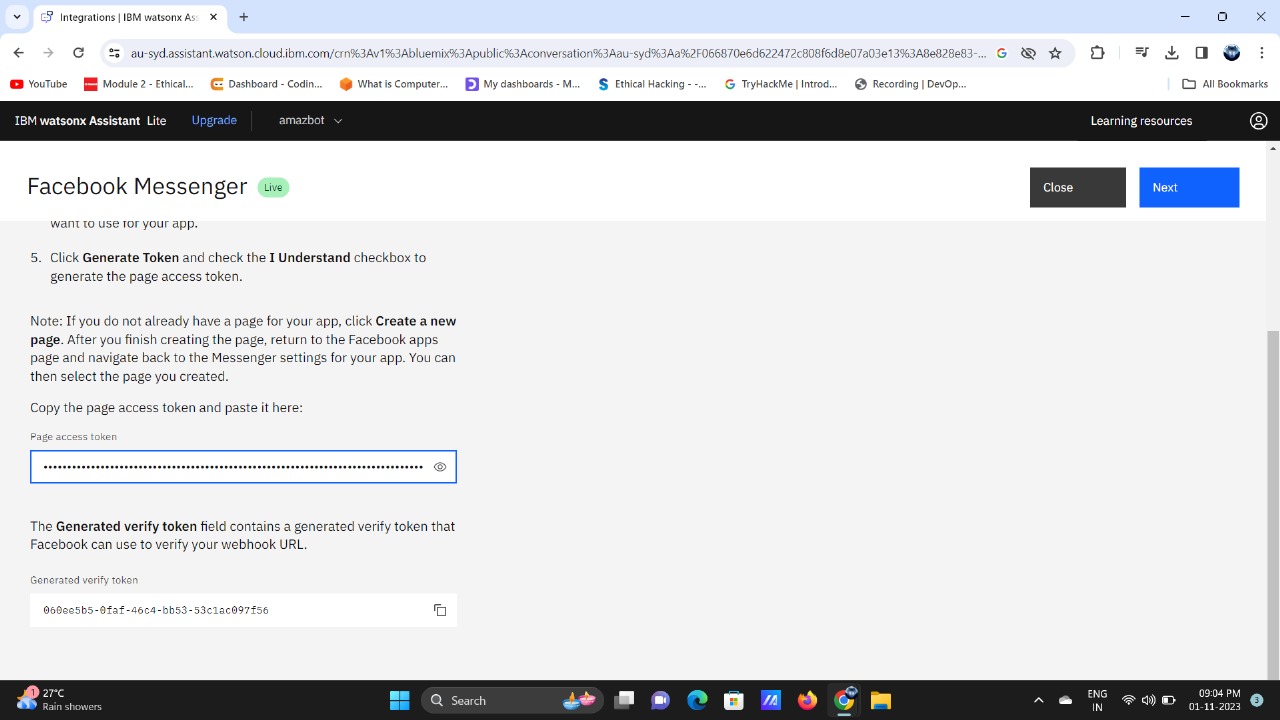 Integrations | IBM watsonx Ass
au-syd.assistant.watson.cloud.ibm.com/crn%3Av1%3Abluemix%3Apublic%3Aconversation%3Aau-syd%3Aa%2F066870efd622472c808f6d8e07a03e13%3A8e828e83-...
YouTube
Module 2 - Ethical...
Dashboard - Codin...
What is Computer...
My dashboards - M...
Ethical Hacking - -...
TryHackMe | Introd...
Recording | DevOp...
All Bookmarks
IBM watsonx Assistant Lite
Upgrade
amazbot
Learning resources
Facebook Messenger
Live
Close
Next
want to use for your app.
5. Click Generate Token and check the I Understand checkbox to
generate the page access token.
Note: If you do not already have a page for your app, click Create a new
page. After you finish creating the page, return to the Facebook apps
page and navigate back to the Messenger settings for your app. You can
then select the page you created.
Copy the page access token and paste it here:
Page access token
The Generated verify token field contains a generated verify token that
Facebook can use to verify your webhook URL.
Generated verify token
060ee5b5-0faf-46c4-bb53-53c1ac097f56
1
27°C
Rain showers
Search
ENG
IN
09:04 PM
01-11-2023
3